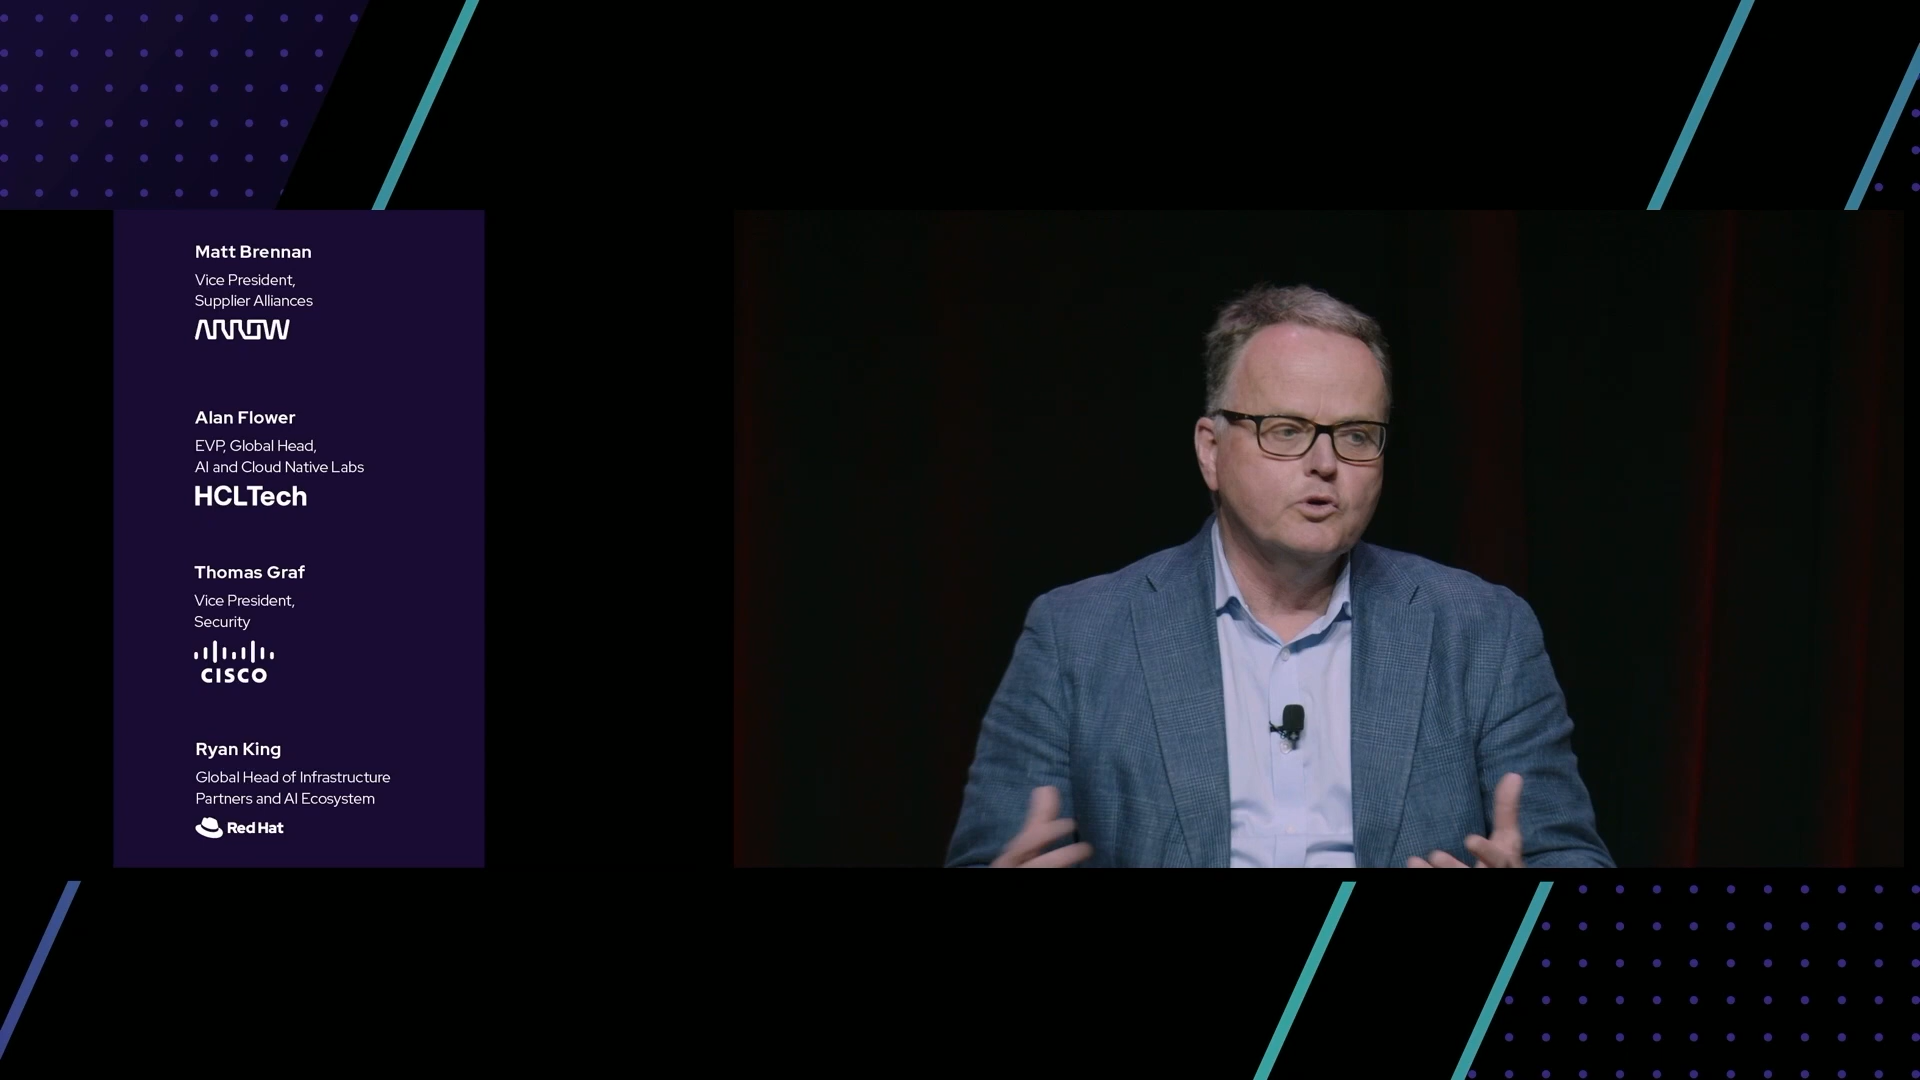 Matt Brennan
Vice President,
Supplier Alliances
ARROW
Alan Flower
EVP, Global Head,
AI and Cloud Native Labs
HCLTech
Thomas Graf
Vice President,
Security
CISCO
Ryan King
Global Head of Infrastructure
Partners and AI Ecosystem
Red Hat